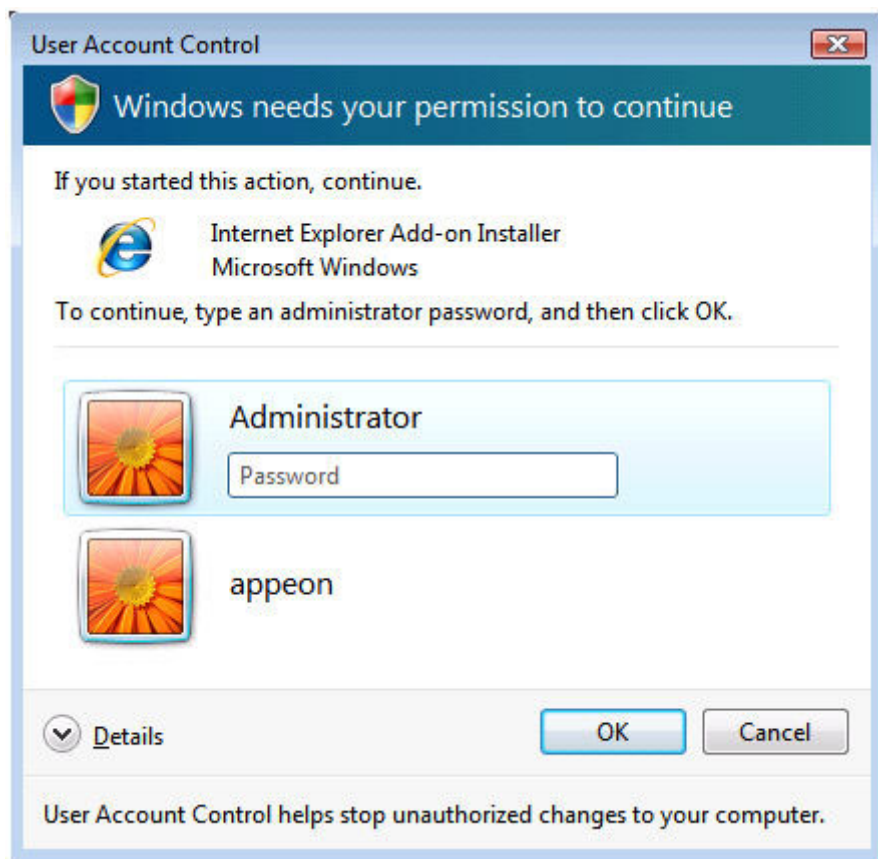 User Account Control
Windows needs your permission to continue
If you started this action, continue.
Internet Explorer Add-on Installer
Microsoft Windows
To continue, type an administrator password, and then click OK.
Administrator
Password
appeon
Details
OK
Cancel
User Account Control helps stop unauthorized changes to your computer.